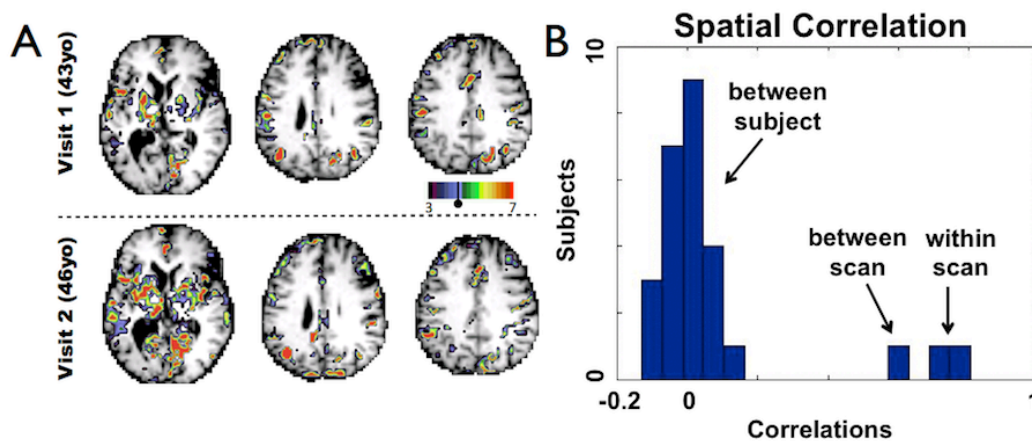 A
Visit 1 (43yo)
3
7
Visit 2 (46yo)
B
Spatial Correlation
10
between
subject
Subjects
between
scan
within
scan
0
-0.2
0
1
Correlations